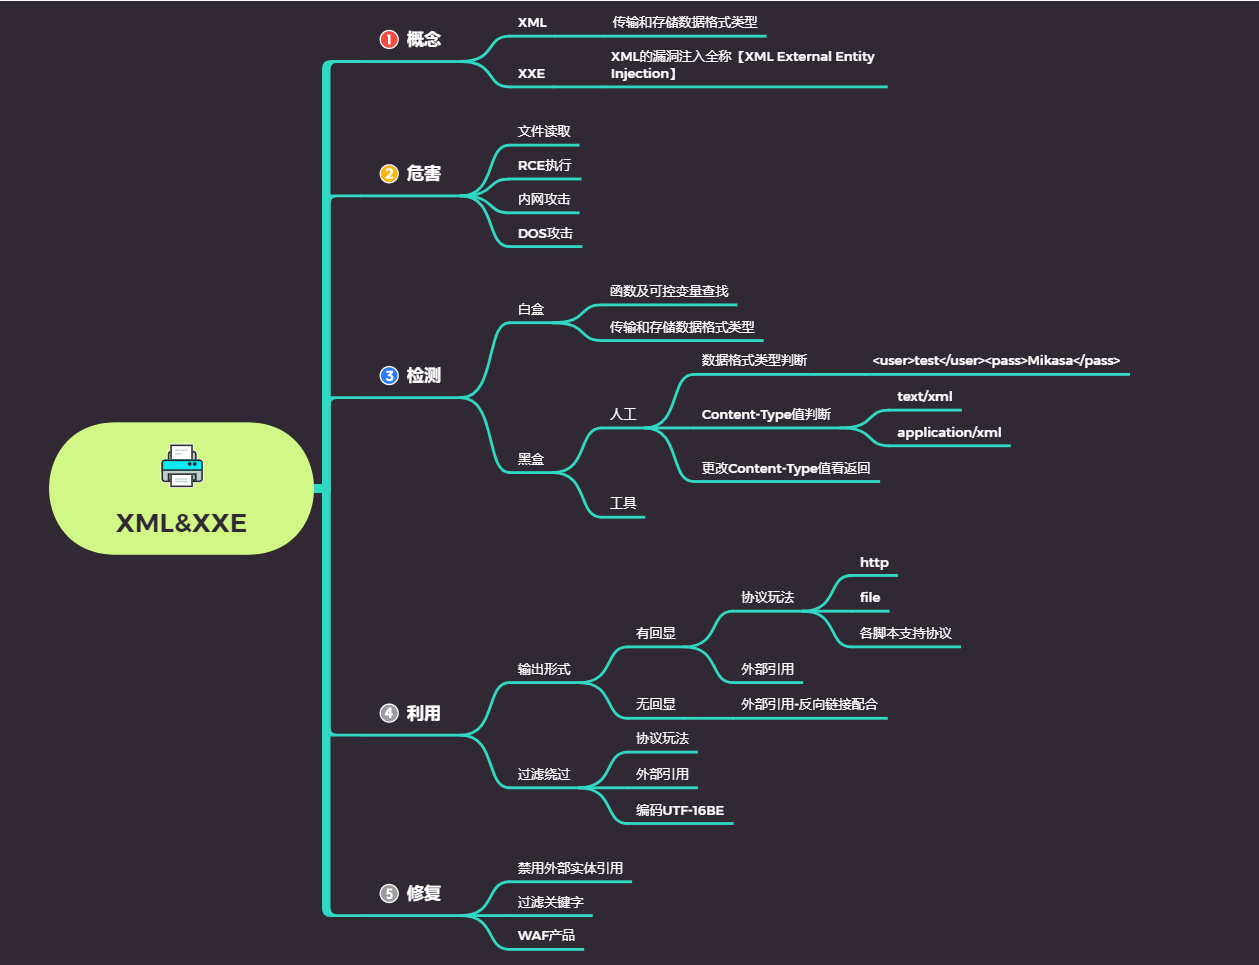 XML&XXE
1 概念
XML
传输和存储数据格式类型
XXE
XML的漏洞注入全称【XML External Entity
Injection】
2 危害
文件读取
RCE执行
内网攻击
DOS攻击
3 检测
白盒
函数及可控变量查找
传输和存储数据格式类型
黑盒
人工
数据格式类型判断
<user>test</user><pass>Mikasa</pass>
Content-Type值判断
text/xml
application/xml
更改Content-Type值看返回
工具
4 利用
输出形式
有回显
协议玩法
http
file
各脚本支持协议
外部引用
无回显
外部引用-反向链接配合
过滤绕过
协议玩法
外部引用
编码UTF-16BE
5 修复
禁用外部实体引用
过滤关键字
WAF产品